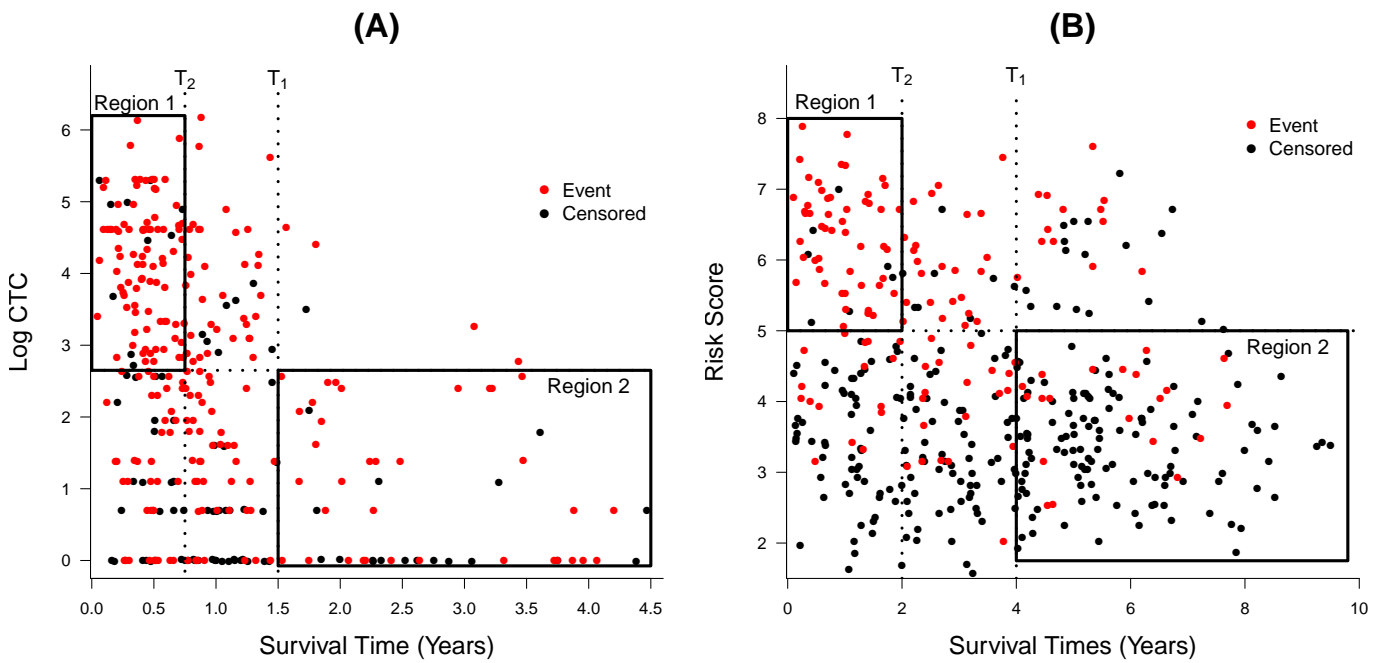 (A)
T2
T1
Region 1
6
5
4
3
2
1
0
Log CTC
Event
Censored
Region 2
0.0 0.5 1.0 1.5 2.0 2.5 3.0 3.5 4.0 4.5
Survival Time (Years)
(B)
T2
T1
Region 1
8
7
6
5
4
3
2
Risk Score
Event
Censored
Region 2
0 2 4 6 8 10
Survival Times (Years)